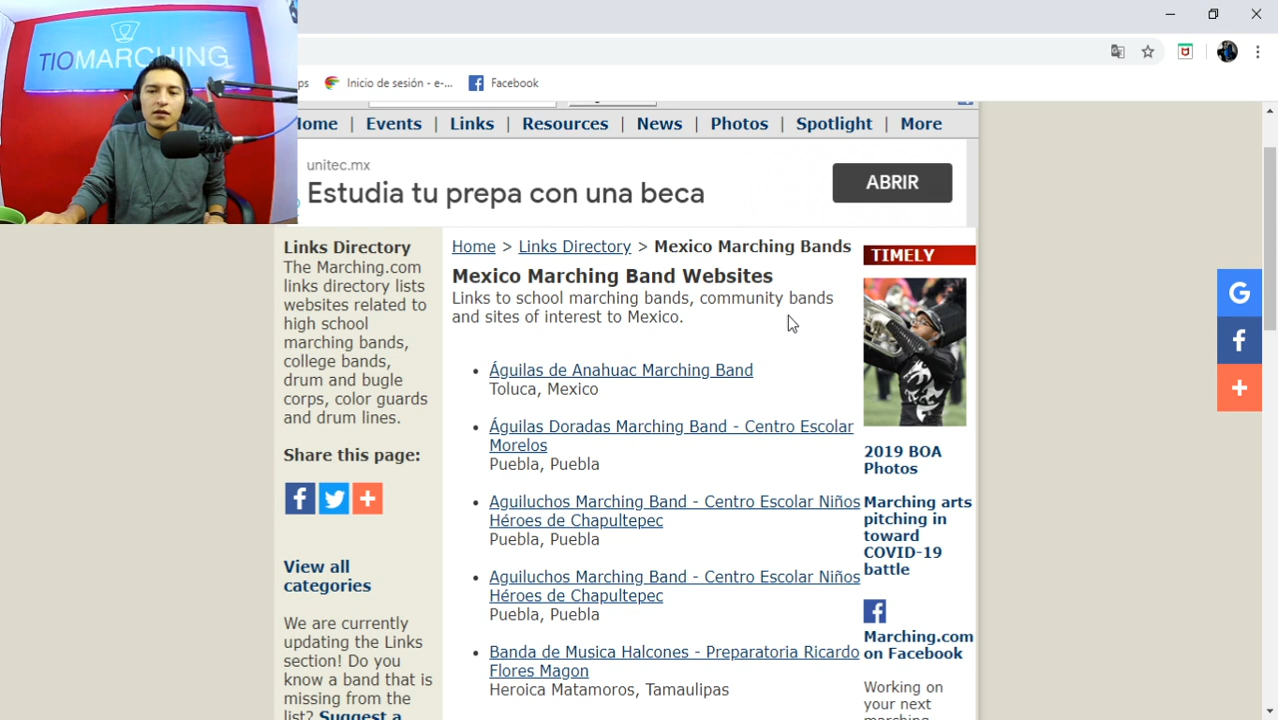 TIOMARCHING
ps
Inicio de sesión - e-...
Facebook
ome | Events | Links | Resources | News | Photos | Spotlight | More
unitec.mx
Estudia tu prepa con una beca
ABRIR
Links Directory
The Marching.com
links directory lists
websites related to
high school
marching bands,
college bands,
drum and bugle
corps, color guards
and drum lines.
Share this page:
View all
categories
We are currently
updating the Links
section! Do you
know a band that is
missing from the
list? Suggest a
Home > Links Directory > Mexico Marching Bands
Mexico Marching Band Websites
Links to school marching bands, community bands
and sites of interest to Mexico.
• Águilas de Anahuac Marching Band
Toluca, Mexico
• Águilas Doradas Marching Band - Centro Escolar
Morelos
Puebla, Puebla
• Aguiluchos Marching Band - Centro Escolar Niños
Héroes de Chapultepec
Puebla, Puebla
• Aguiluchos Marching Band - Centro Escolar Niños
Héroes de Chapultepec
Puebla, Puebla
• Banda de Musica Halcones - Preparatoria Ricardo
Flores Magon
Heroica Matamoros, Tamaulipas
TIMELY
2019 BOA
Photos
Marching arts
pitching in
toward
COVID-19
battle
Marching.com
on Facebook
Working on
your next
G
f
+